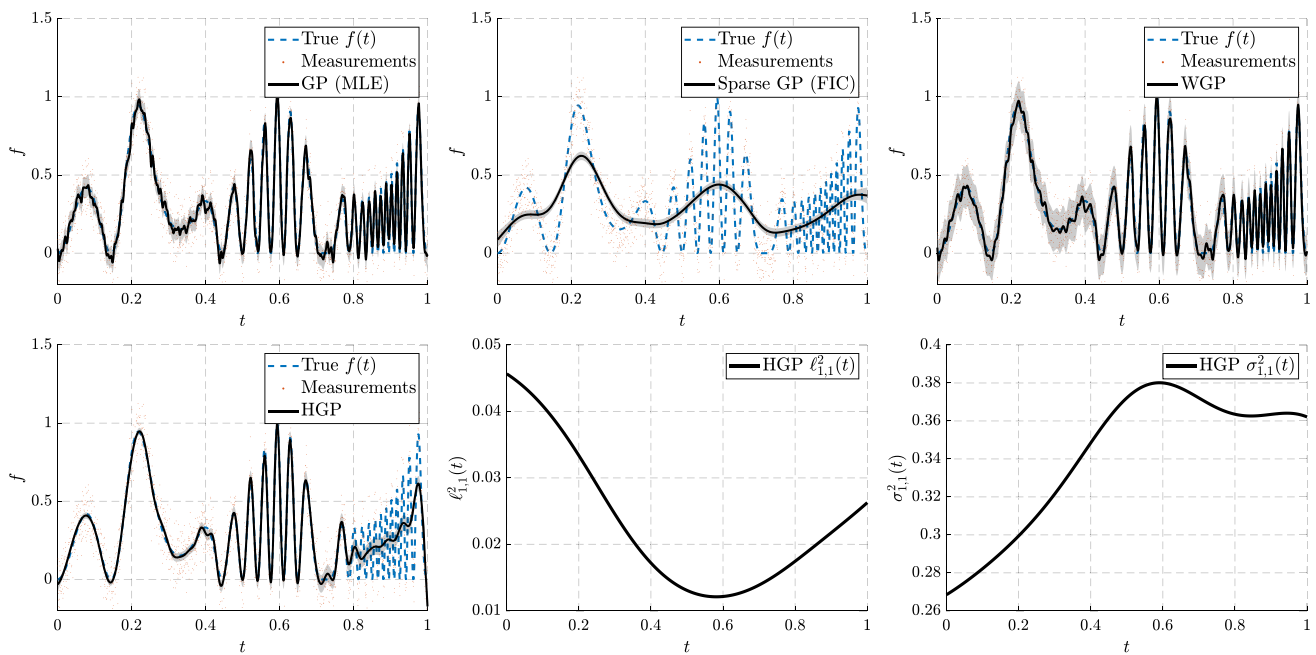 1.5
1
0.5
0
f
0
0.2
0.4
0.6
0.8
1
t
True f(t)
Measurements
GP (MLE)
1.5
1
0.5
0
f
0
0.2
0.4
0.6
0.8
1
t
True f(t)
Measurements
Sparse GP (FIC)
1.5
1
0.5
0
f
0
0.2
0.4
0.6
0.8
1
t
True f(t)
Measurements
WGP
1.5
1
0.5
0
f
0
0.2
0.4
0.6
0.8
1
t
True f(t)
Measurements
HGP
0.05
0.04
0.03
0.02
0.01
ℓ²₁,₁(t)
0
0.2
0.4
0.6
0.8
1
t
HGP ℓ²₁,₁(t)
0.4
0.38
0.36
0.34
0.32
0.3
0.28
0.26
σ²₁,₁(t)
0
0.2
0.4
0.6
0.8
1
t
HGP σ²₁,₁(t)